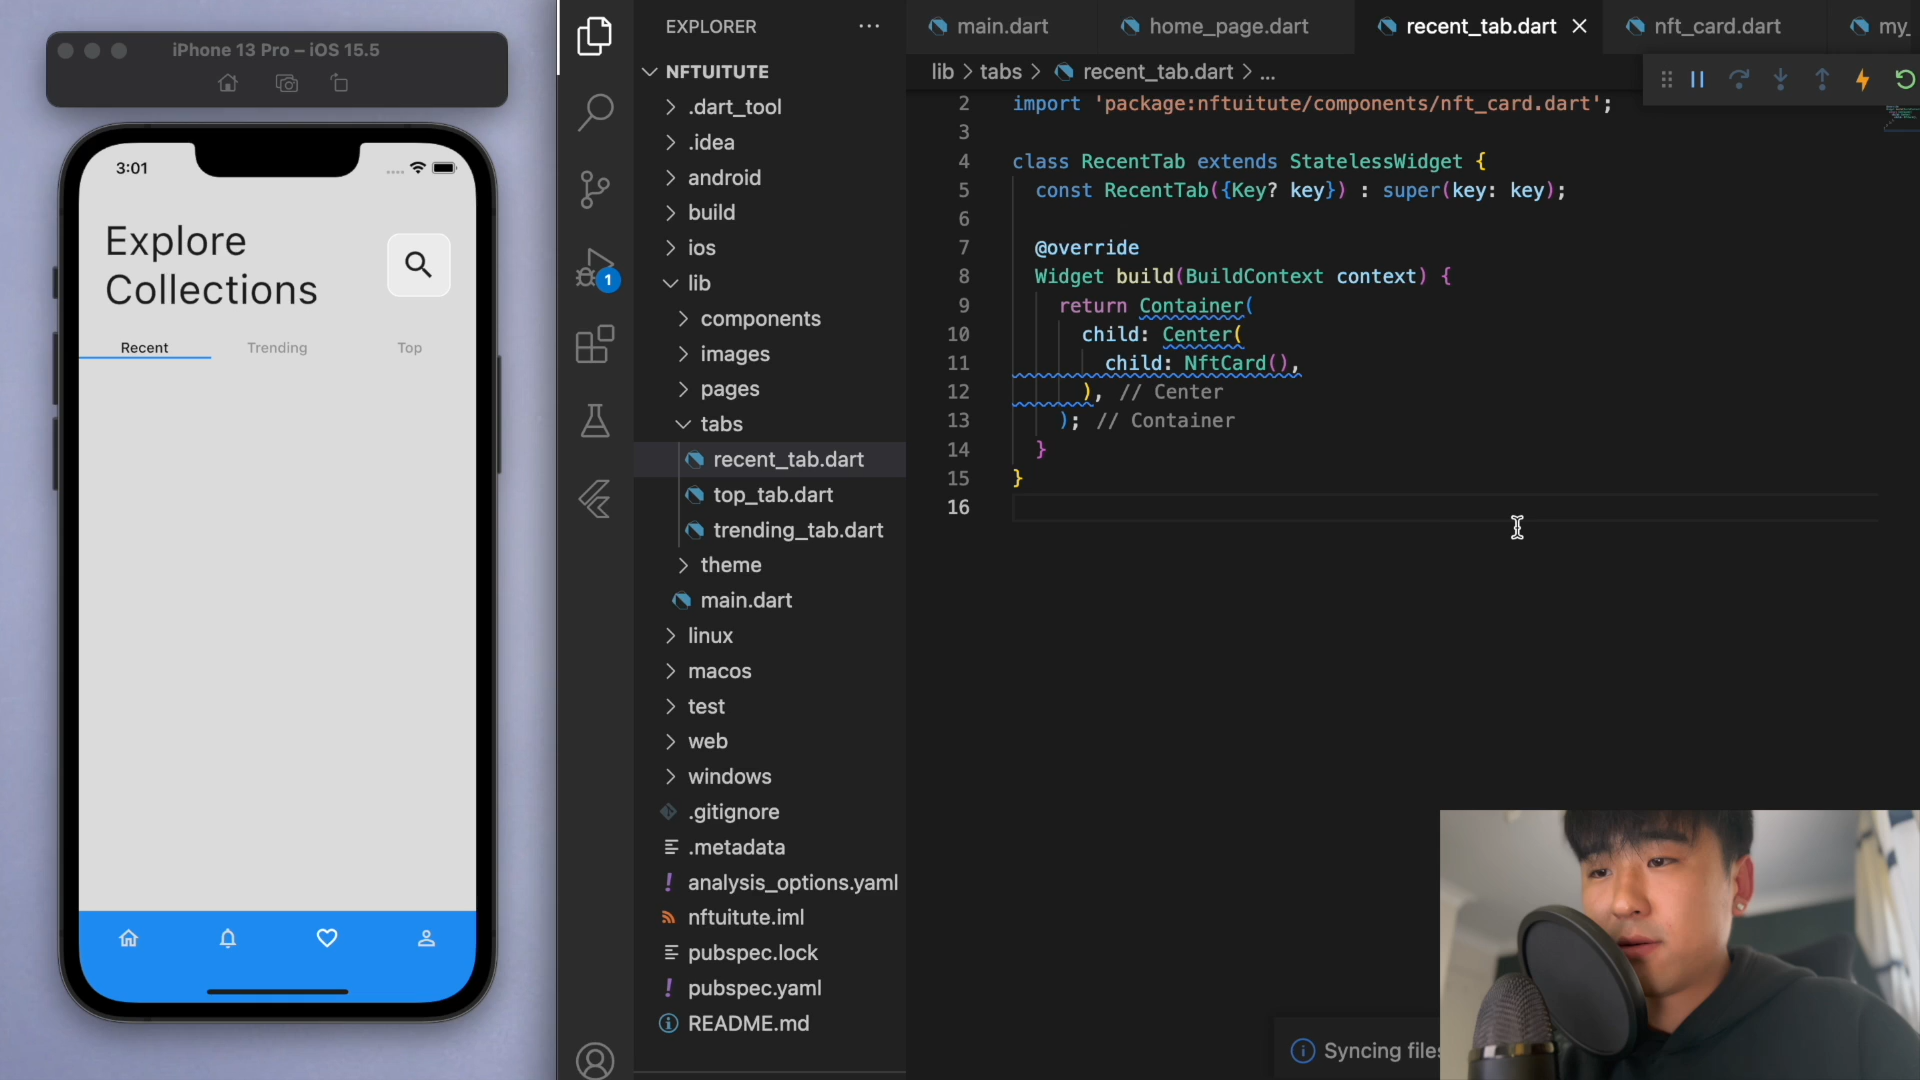 iPhone 13 Pro – iOS 15.5
3:01
Explore
Collections
Recent
Trending
Top
EXPLORER
NFTUITUTE
.dart_tool
.idea
android
build
ios
lib
components
images
pages
tabs
recent_tab.dart
top_tab.dart
trending_tab.dart
theme
main.dart
linux
macos
test
web
windows
.gitignore
.metadata
analysis_options.yaml
nftuitute.iml
pubspec.lock
pubspec.yaml
README.md
1
main.dart
home_page.dart
recent_tab.dart
nft_card.dart
my_
lib > tabs > recent_tab.dart > ...
2 import 'package:nftuitute/components/nft_card.dart';
3
4 class RecentTab extends StatelessWidget {
5 const RecentTab({Key? key}) : super(key: key);
6
7 @override
8 Widget build(BuildContext context) {
9 return Container(
10 child: Center(
11 child: NftCard(),
12 ), // Center
13 ); // Container
14 }
15 }
16
Syncing files